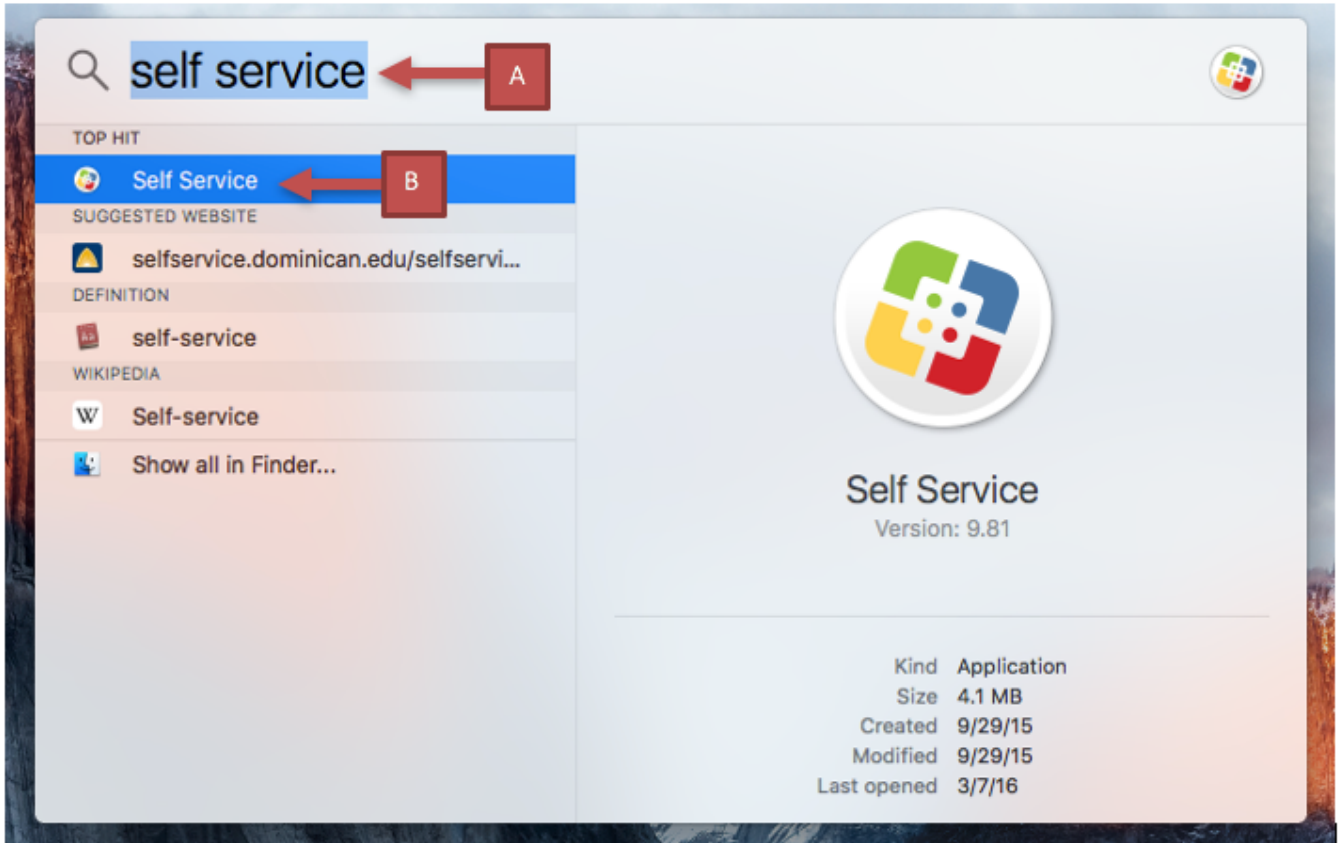 self service
A
TOP HIT
Self Service
B
SUGGESTED WEBSITE
selfservice.dominican.edu/selfservi...
DEFINITION
self-service
WIKIPEDIA
W Self-service
Show all in Finder...
Self Service
Version: 9.81
Kind Application
Size 4.1 MB
Created 9/29/15
Modified 9/29/15
Last opened 3/7/16